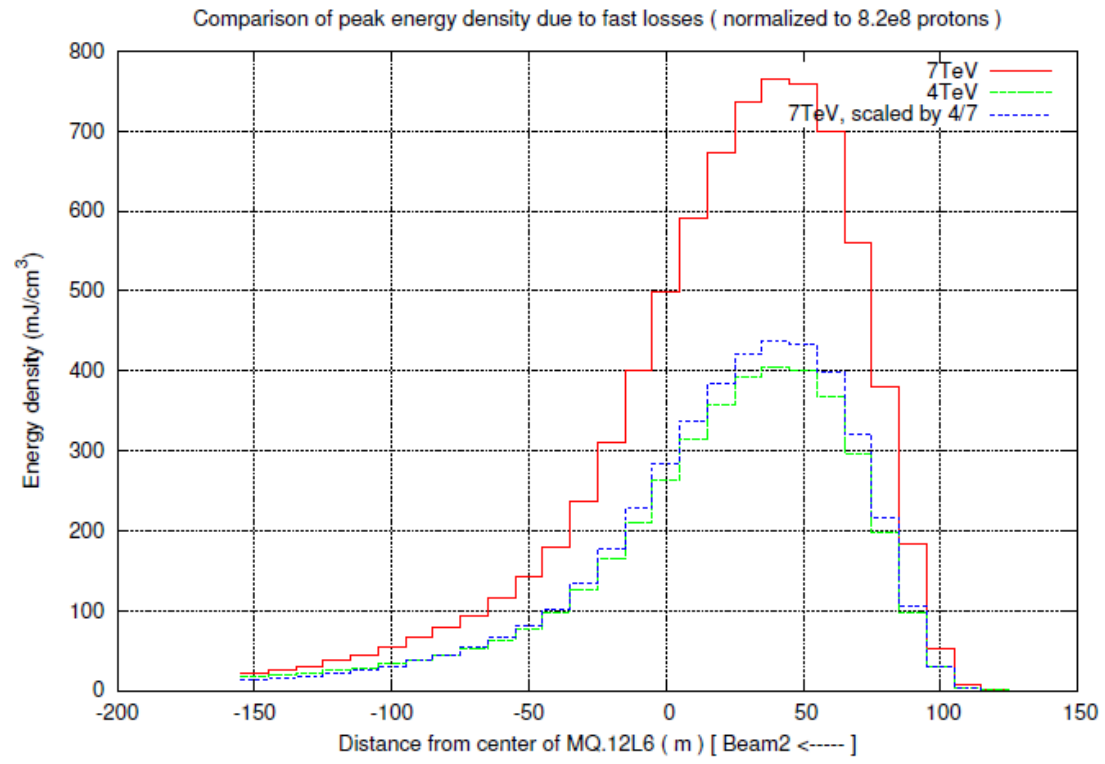 Comparison of peak energy density due to fast losses ( normalized to 8.2e8 protons )
800
700
600
500
400
300
200
100
0
Energy density (mJ/cm³)
7TeV
4TeV
7TeV, scaled by 4/7
-200 -150 -100 -50 0 50 100 150
Distance from center of MQ.12L6 ( m ) [ Beam2 <----- ]